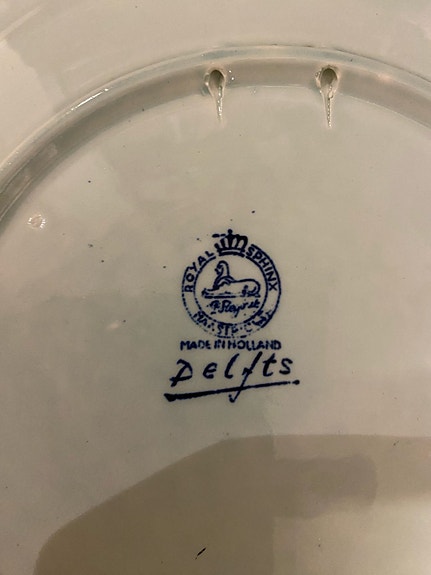 ROYAL SPHINX
P. Regout
MAASTRICHT
MADE IN HOLLAND
Delfts